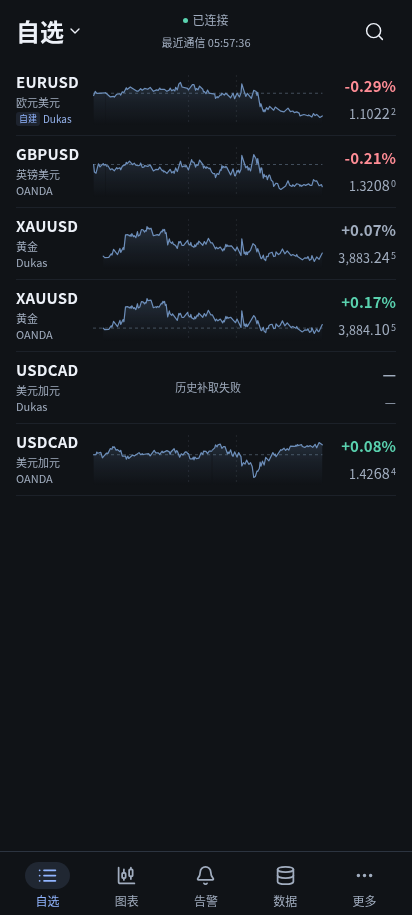 自选
已连接
最近通信 05:57:36
EURUSD
欧元美元
自建 Dukas
-0.29%
1.1022²
GBPUSD
英镑美元
OANDA
-0.21%
1.3208⁰
XAUUSD
黄金
Dukas
+0.07%
3,883.24⁵
XAUUSD
黄金
OANDA
+0.17%
3,884.10⁵
USDCAD
美元加元
Dukas
历史补取失败
—
—
USDCAD
美元加元
OANDA
+0.08%
1.4268⁴
自选 图表 告警 数据 更多